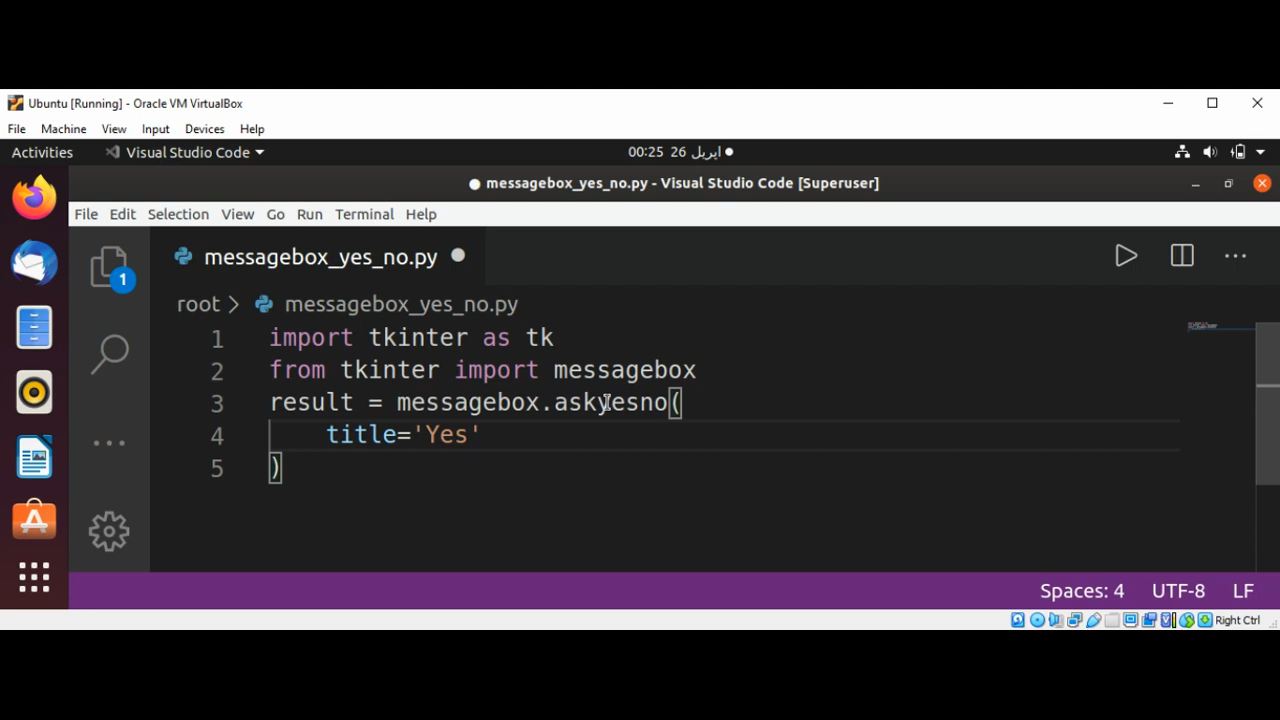 Ubuntu [Running] - Oracle VM VirtualBox
File Machine View Input Devices Help
Activities Visual Studio Code 00:25 26 اپریل
messagebox_yes_no.py - Visual Studio Code [Superuser]
File Edit Selection View Go Run Terminal Help
1
messagebox_yes_no.py
root > messagebox_yes_no.py
1 import tkinter as tk
2 from tkinter import messagebox
3 result = messagebox.askyesno(
4 title='Yes'
5 )
Spaces: 4 UTF-8 LF
Right Ctrl